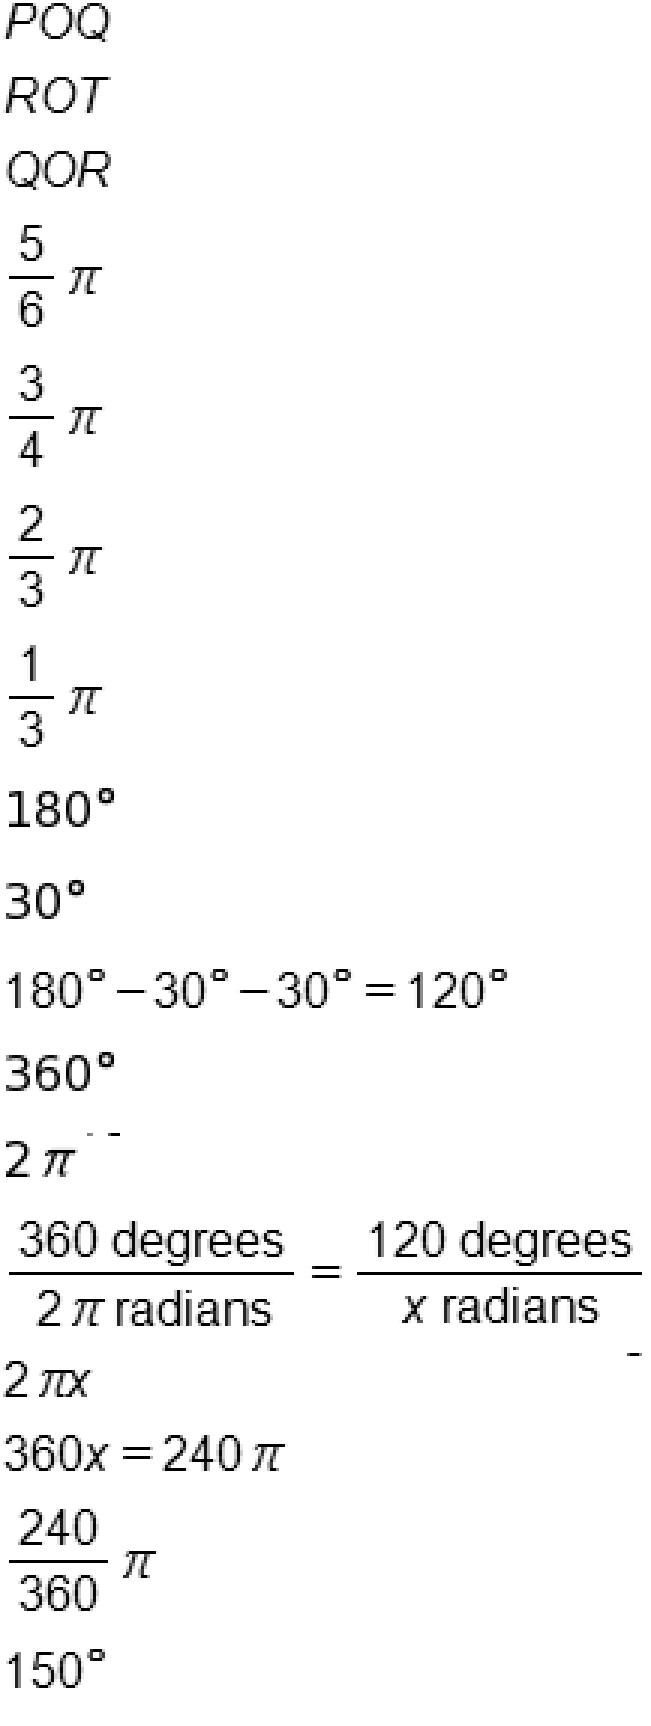 POQ
ROT
QOR
5/6 π
3/4 π
2/3 π
1/3 π
180°
30°
180° − 30° − 30° = 120°
360°
2π
360 degrees / 2π radians = 120 degrees / x radians
2πx
360x = 240π
240/360 π
150°